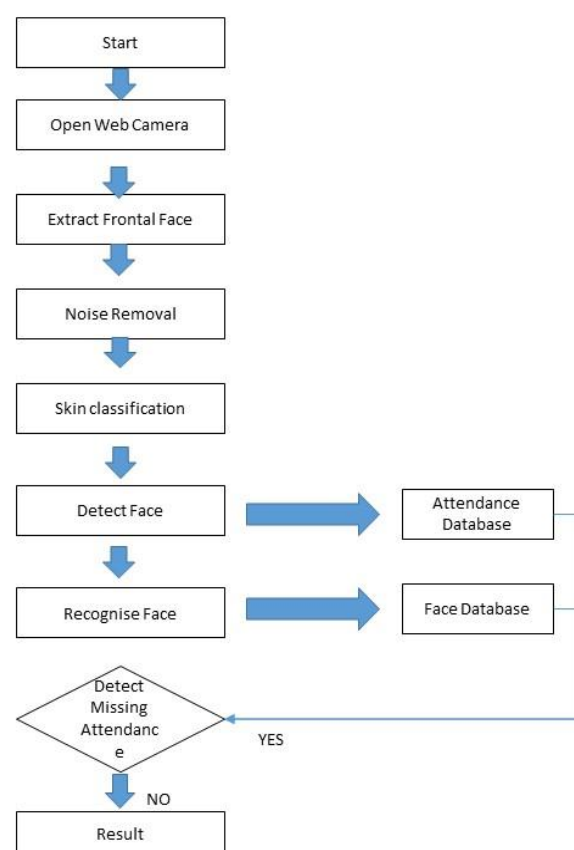 Start
Open Web Camera
Extract Frontal Face
Noise Removal
Skin classification
Detect Face
Attendance
Database
Recognise Face
Face Database
Detect
Missing
Attendanc
e
YES
NO
Result